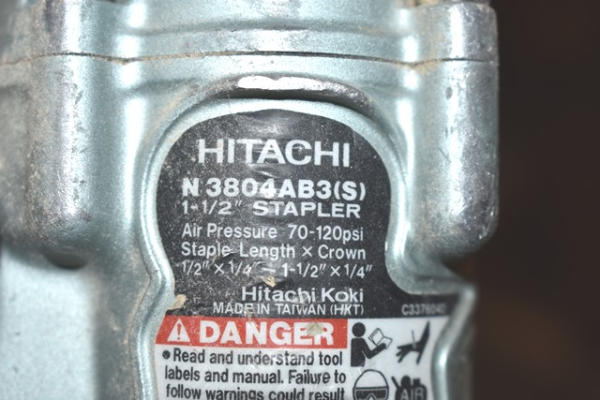 HITACHI
N 3804AB3(S)
1-1/2" STAPLER
Air Pressure 70-120psi
Staple Length × Crown
1/2" × 1/4" – 1-1/2" × 1/4"
Hitachi Koki
MADE IN TAIWAN (HKT)
DANGER
• Read and understand tool
labels and manual. Failure to
follow warnings could result
AIR